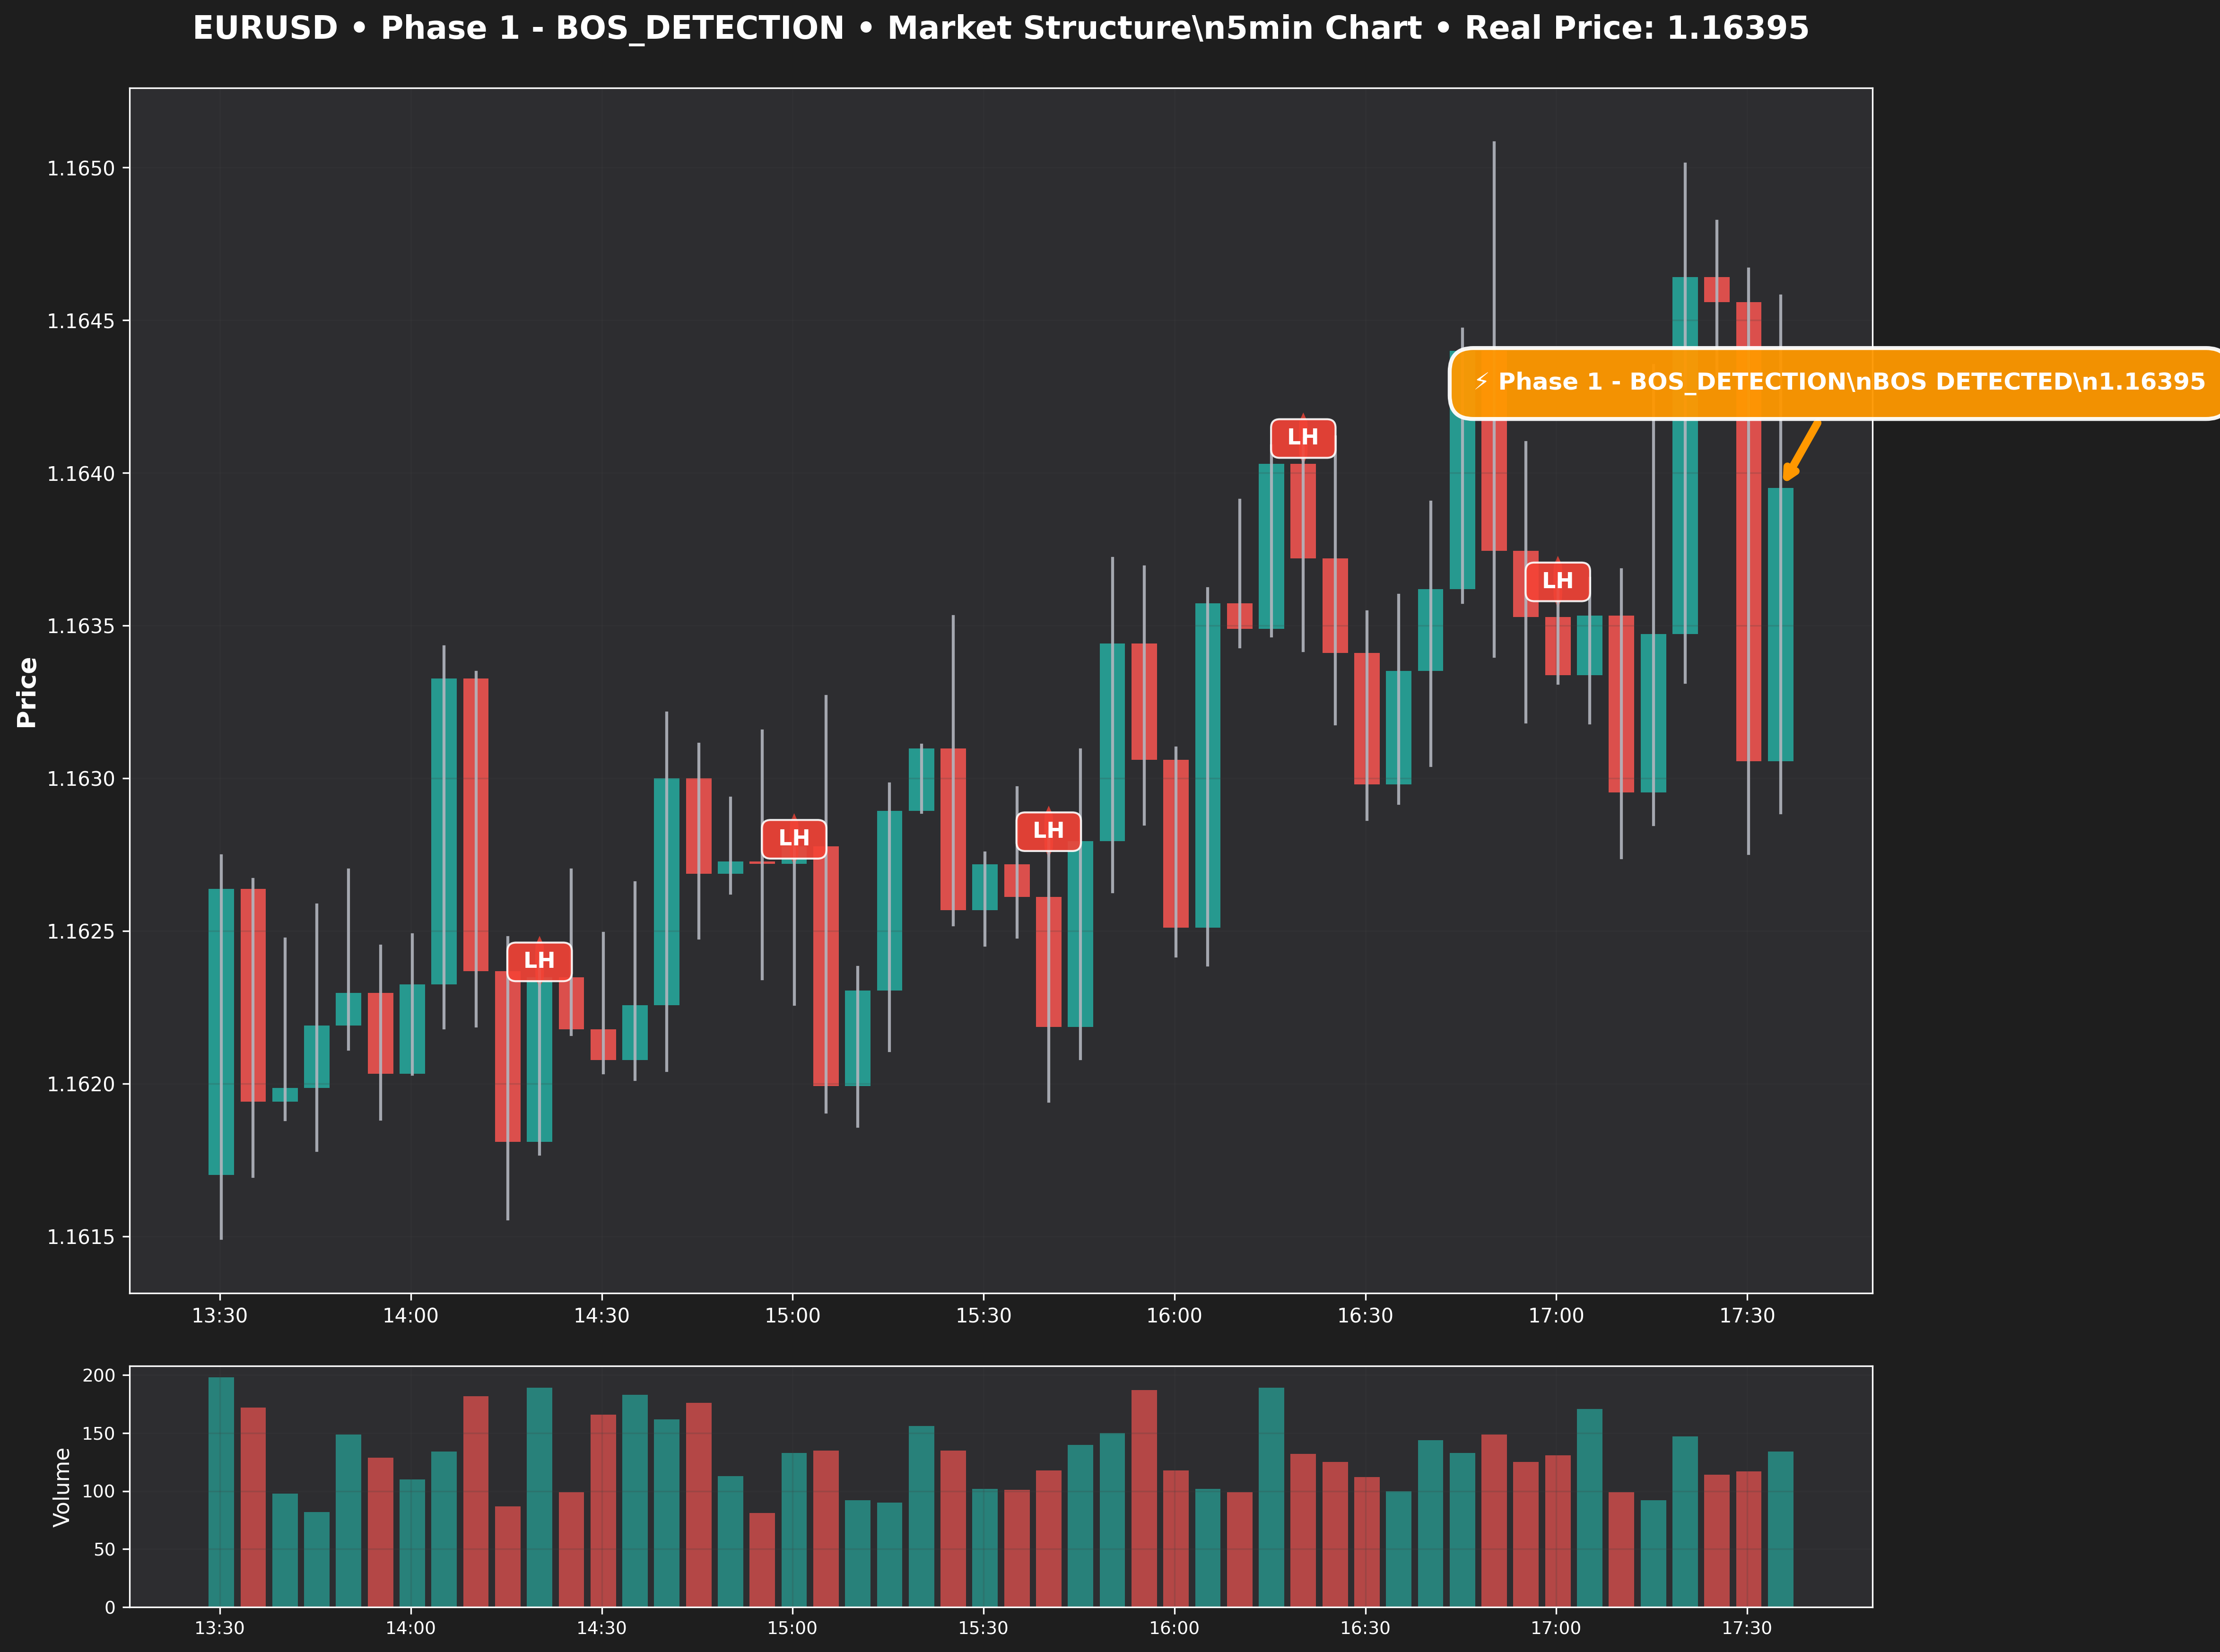 EURUSD • Phase 1 - BOS_DETECTION • Market Structure\n5min Chart • Real Price: 1.16395
Price
1.1650
1.1645
1.1640
1.1635
1.1630
1.1625
1.1620
1.1615
⚡ Phase 1 - BOS_DETECTION\nBOS DETECTED\n1.16395
LH
LH
LH
LH
LH
13:30 14:00 14:30 15:00 15:30 16:00 16:30 17:00 17:30
Volume
200
150
100
50
0
13:30 14:00 14:30 15:00 15:30 16:00 16:30 17:00 17:30